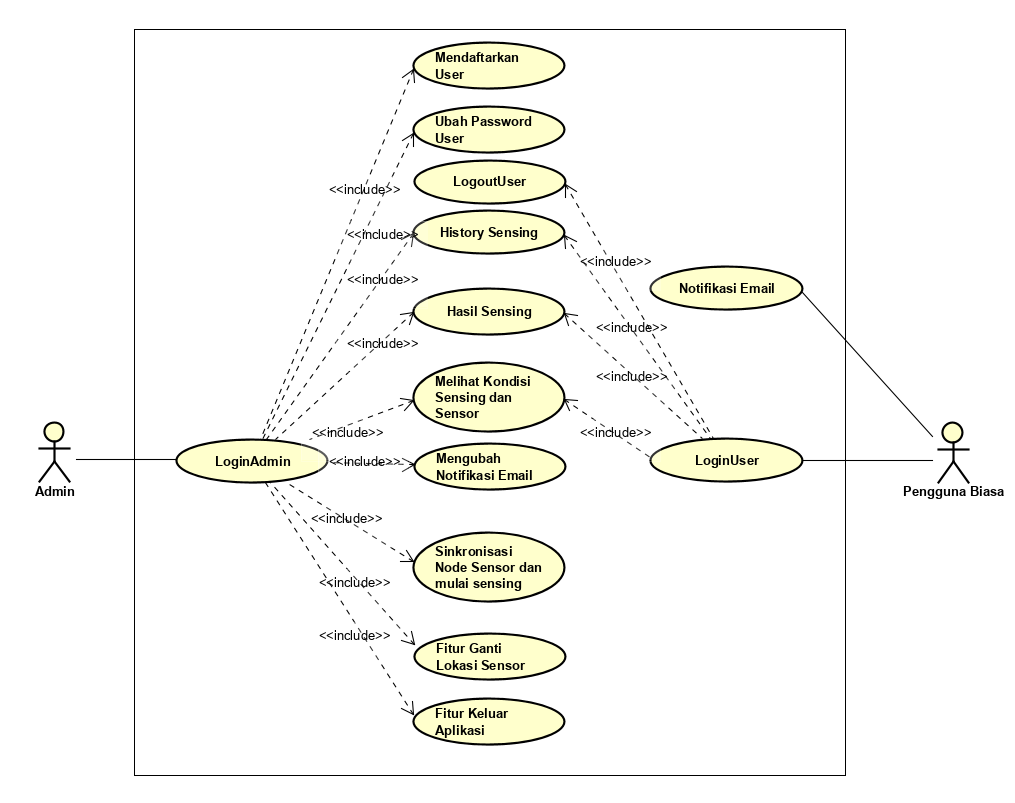 Mendaftarkan
User
Ubah Password
User
LogoutUser
<<include>>
History Sensing
<<include>>
<<include>>
<<include>>
Notifikasi Email
Hasil Sensing
<<include>>
<<include>>
<<include>>
Melihat Kondisi
Sensing dan
Sensor
<<include>>
<<include>>
LoginAdmin
<<include>>
Mengubah
Notifikasi Email
LoginUser
Admin
Pengguna Biasa
<<include>>
Sinkronisasi
Node Sensor dan
mulai sensing
<<include>>
<<include>>
Fitur Ganti
Lokasi Sensor
Fitur Keluar
Aplikasi